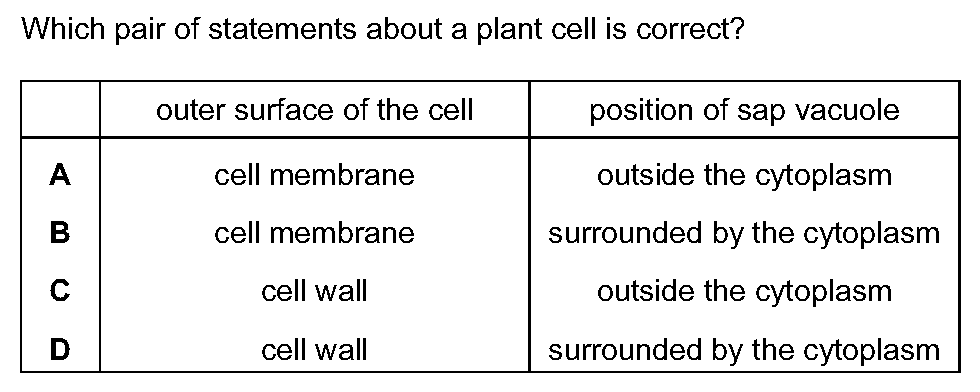 Which pair of statements about a plant cell is correct?
outer surface of the cell position of sap vacuole
A cell membrane outside the cytoplasm
B cell membrane surrounded by the cytoplasm
C cell wall outside the cytoplasm
D cell wall surrounded by the cytoplasm